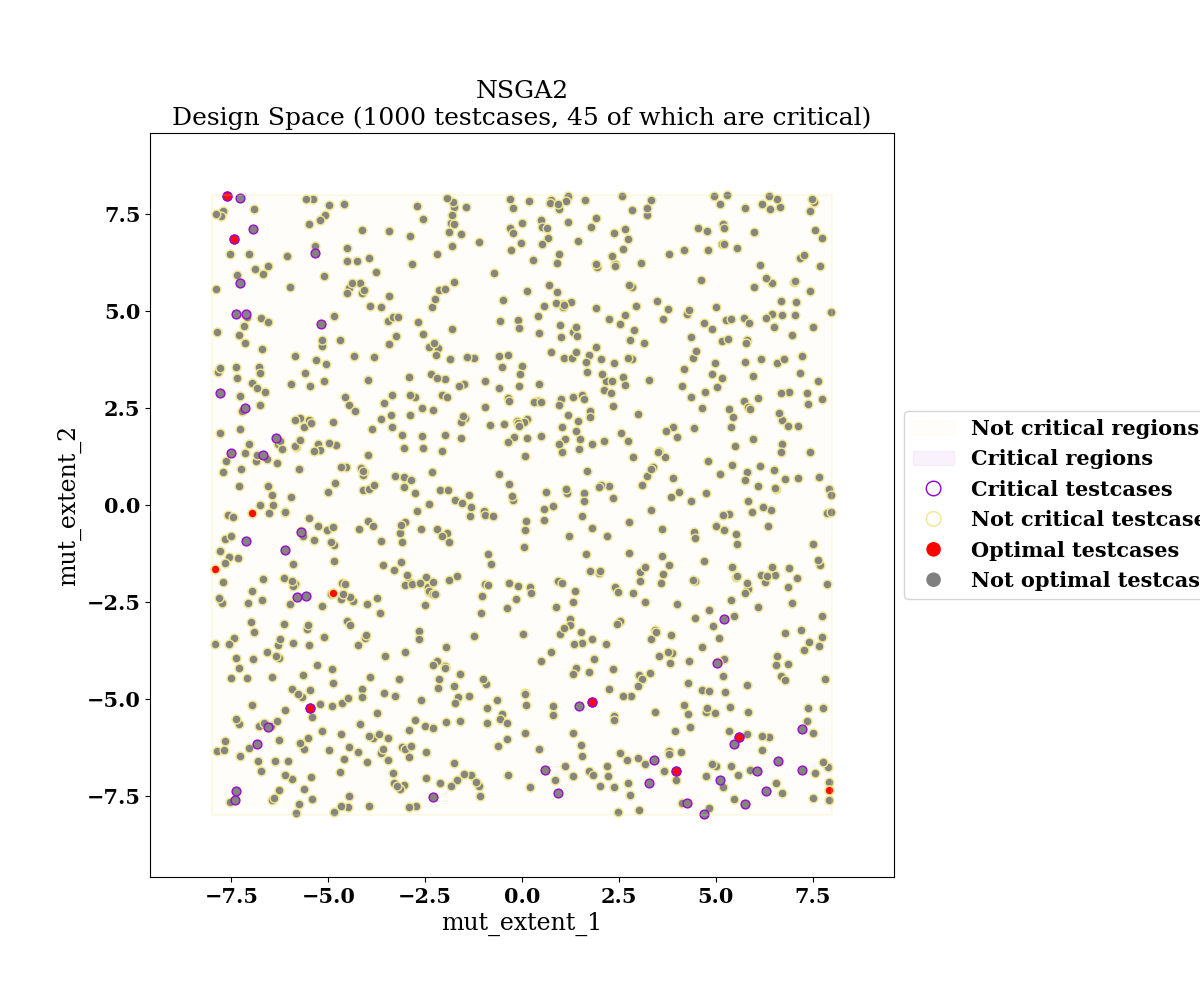 NSGA2
Design Space (1000 testcases, 45 of which are critical)
mut_extent_2
7.5
5.0
2.5
0.0
−2.5
−5.0
−7.5
−7.5
−5.0
−2.5
0.0
2.5
5.0
7.5
mut_extent_1
Not critical regions
Critical regions
Critical testcases
Not critical testcase
Optimal testcases
Not optimal testcas